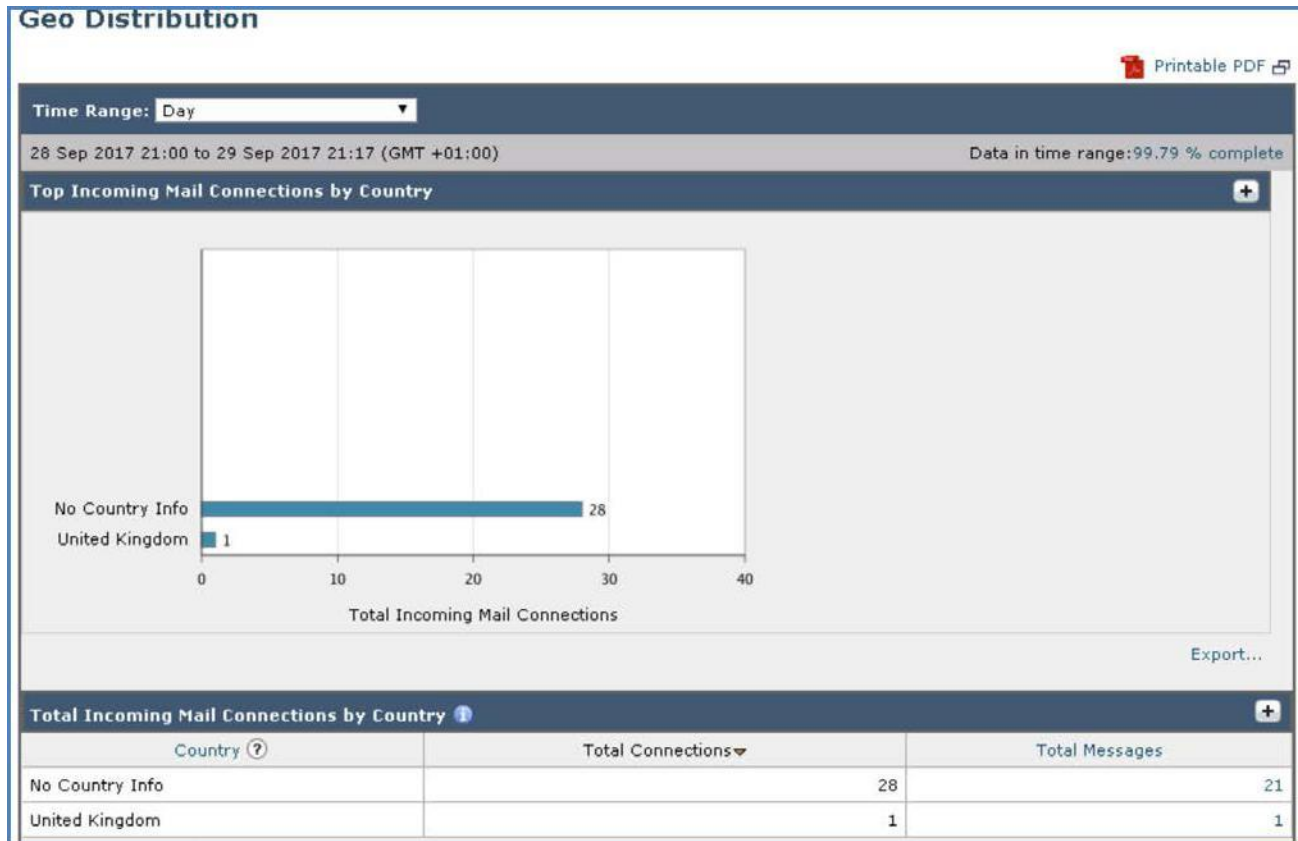 Geo Distribution
Printable PDF
Time Range: Day
28 Sep 2017 21:00 to 29 Sep 2017 21:17 (GMT +01:00) Data in time range:99.79 % complete
Top Incoming Mail Connections by Country
No Country Info 28
United Kingdom 1
0 10 20 30 40
Total Incoming Mail Connections
Export...
Total Incoming Mail Connections by Country
Country Total Connections Total Messages
No Country Info 28 21
United Kingdom 1 1